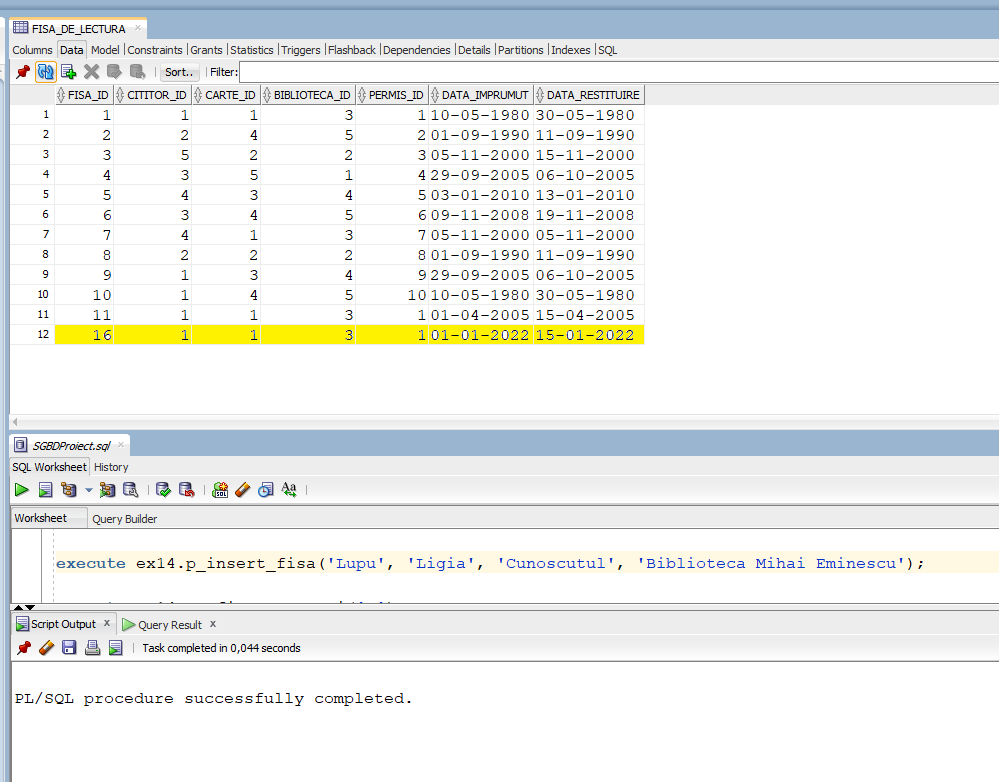 FISA_DE_LECTURA
Columns Data Model Constraints Grants Statistics Triggers Flashback Dependencies Details Partitions Indexes SQL
Sort.. Filter:
FISA_ID CITITOR_ID CARTE_ID BIBLIOTECA_ID PERMIS_ID DATA_IMPRUMUT DATA_RESTITUIRE
1 1 1 1 3 1 10-05-1980 30-05-1980
2 2 2 4 5 2 01-09-1990 11-09-1990
3 3 5 2 2 3 05-11-2000 15-11-2000
4 4 3 5 1 4 29-09-2005 06-10-2005
5 5 4 3 4 5 03-01-2010 13-01-2010
6 6 3 4 5 6 09-11-2008 19-11-2008
7 7 4 1 3 7 05-11-2000 05-11-2000
8 8 2 2 2 8 01-09-1990 11-09-1990
9 9 1 3 4 9 29-09-2005 06-10-2005
10 10 1 4 5 10 10-05-1980 30-05-1980
11 11 1 1 3 1 01-04-2005 15-04-2005
12 16 1 1 3 1 01-01-2022 15-01-2022
SGBDProiect.sql
SQL Worksheet History
Worksheet Query Builder
execute ex14.p_insert_fisa('Lupu', 'Ligia', 'Cunoscutul', 'Biblioteca Mihai Eminescu');
Script Output x Query Result x
Task completed in 0,044 seconds
PL/SQL procedure successfully completed.